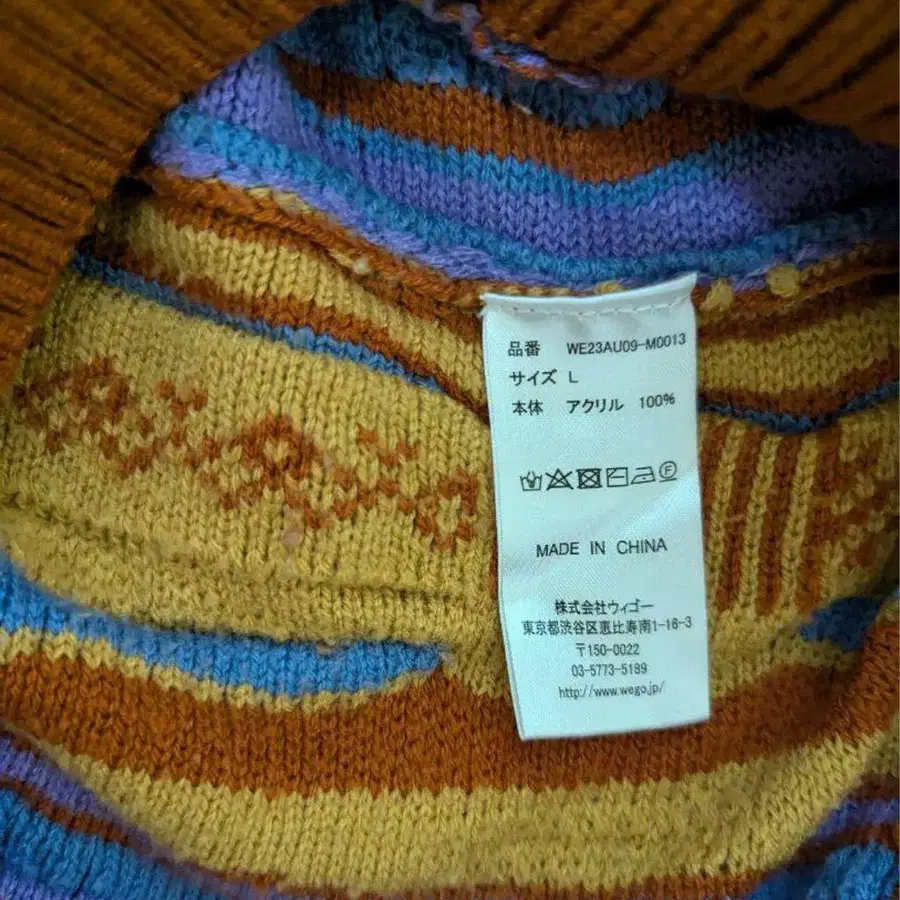 品番 WE23AU09-M0013
サイズ L
本体 アクリル 100%
MADE IN CHINA
株式会社ウィゴー
東京都渋谷区恵比寿南1-16-3
〒150-0022
03-5773-5189
http://www.wego.jp/